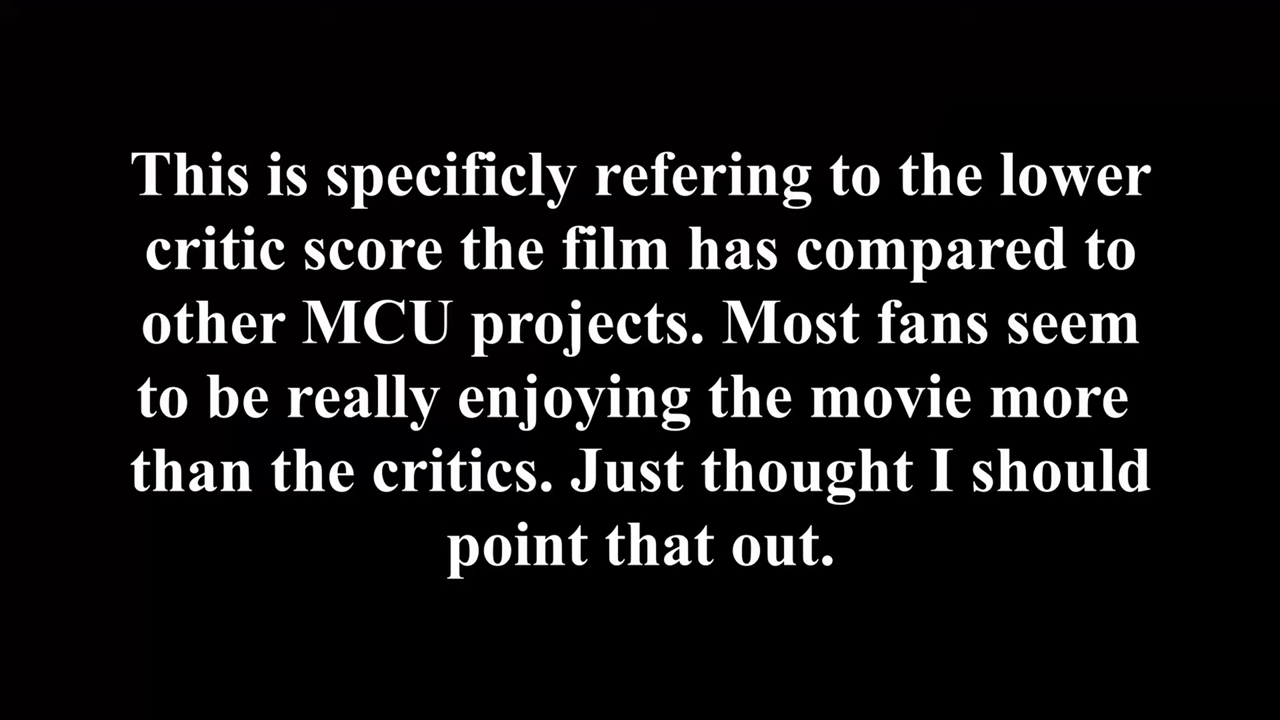 This is specificly refering to the lower
critic score the film has compared to
other MCU projects. Most fans seem
to be really enjoying the movie more
than the critics. Just thought I should
point that out.